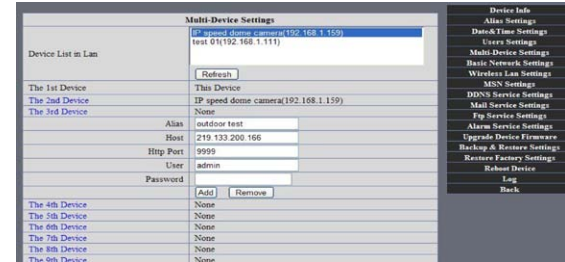 Multi-Device Settings
Device List in Lan
IP speed dome camera(192.168.1.159)
test 01(192.168.1.111)
Refresh
The 1st Device This Device
The 2nd Device IP speed dome camera(192.168.1.159)
The 3rd Device None
Alias outdoor test
Host 219.133.200.166
Http Port 9999
User admin
Password
Add Remove
The 4th Device None
The 5th Device None
The 6th Device None
The 7th Device None
The 8th Device None
The 9th Device None
Device Info
Alias Settings
Date&Time Settings
Users Settings
Multi-Device Settings
Basic Network Settings
Wireless Lan Settings
MSN Settings
DDNS Service Settings
Mail Service Settings
Ftp Service Settings
Alarm Service Settings
Upgrade Device Firmware
Backup & Restore Settings
Restore Factory Settings
Reboot Device
Log
Back